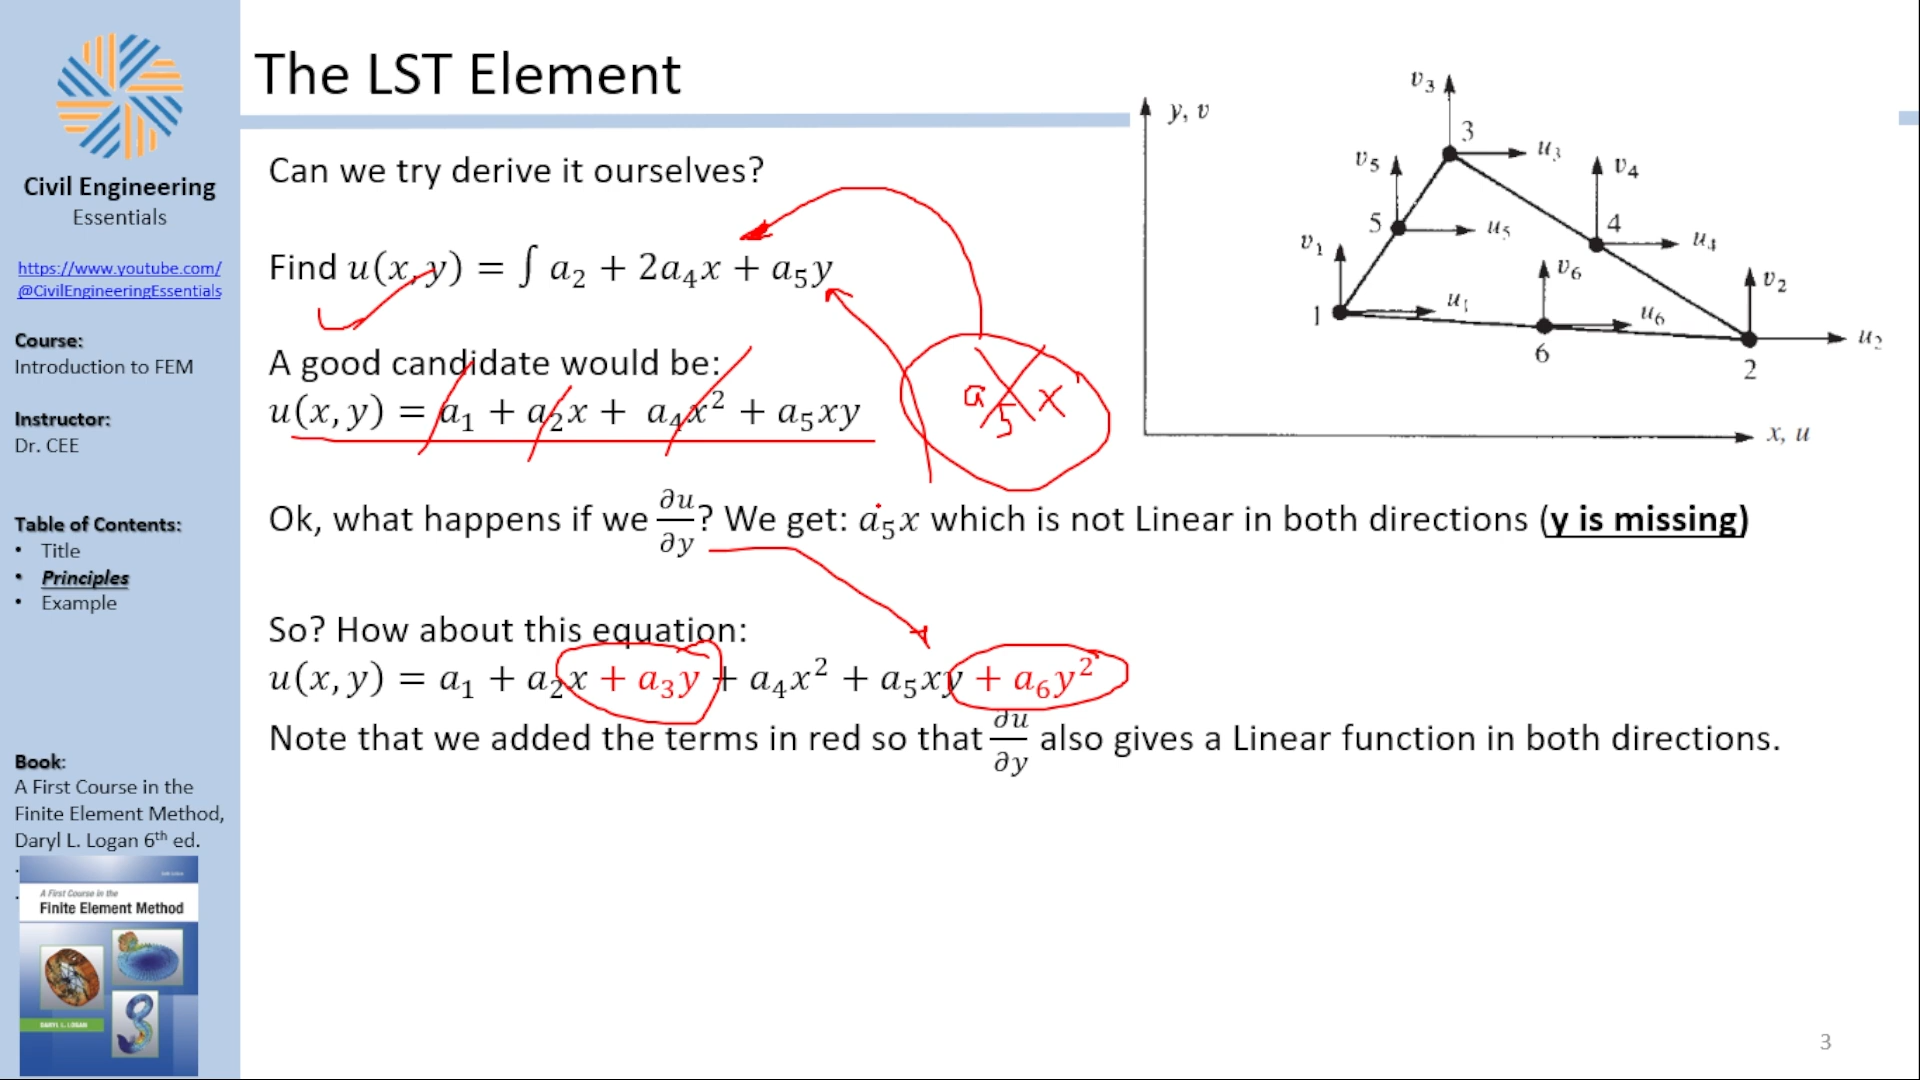 Civil Engineering
Essentials
https://www.youtube.com/
@CivilEngineeringEssentials
Course:
Introduction to FEM
Instructor:
Dr. CEE
Table of Contents:
• Title
• Principles
• Example
Book:
A First Course in the
Finite Element Method,
Daryl L. Logan 6th ed.
A First Course in the
Finite Element Method
DARYL L. LOGAN
The LST Element
Can we try derive it ourselves?
Find u(x, y) = ∫ a₂ + 2a₄x + a₅y
A good candidate would be:
u(x, y) = a₁ + a₂x + a₄x² + a₅xy
a₅ x
Ok, what happens if we ∂u/∂y? We get: a₅x which is not Linear in both directions (y is missing)
So? How about this equation:
u(x, y) = a₁ + a₂x + a₃y + a₄x² + a₅xy + a₆y²
Note that we added the terms in red so that ∂u/∂y also gives a Linear function in both directions.
y, v
v₃
3
u₃
v₅
v₄
5
u₅
4
u₄
v₁
v₆
v₂
1
u₁
u₆
u₂
6
2
x, u
3